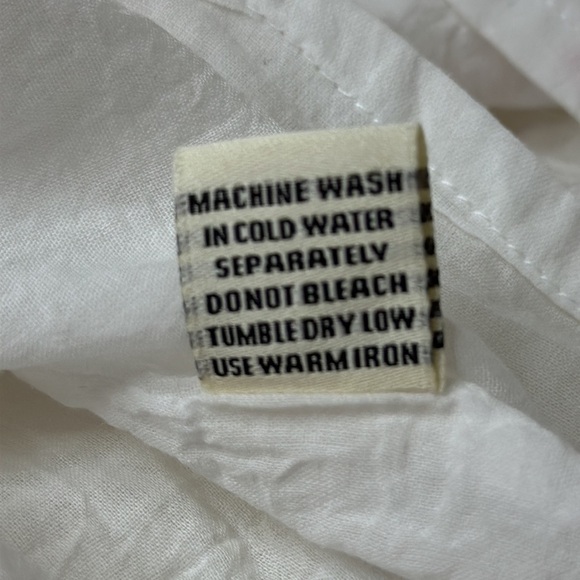 MACHINE WASH
IN COLD WATER
SEPARATELY
DO NOT BLEACH
TUMBLE DRY LOW
USE WARM IRON